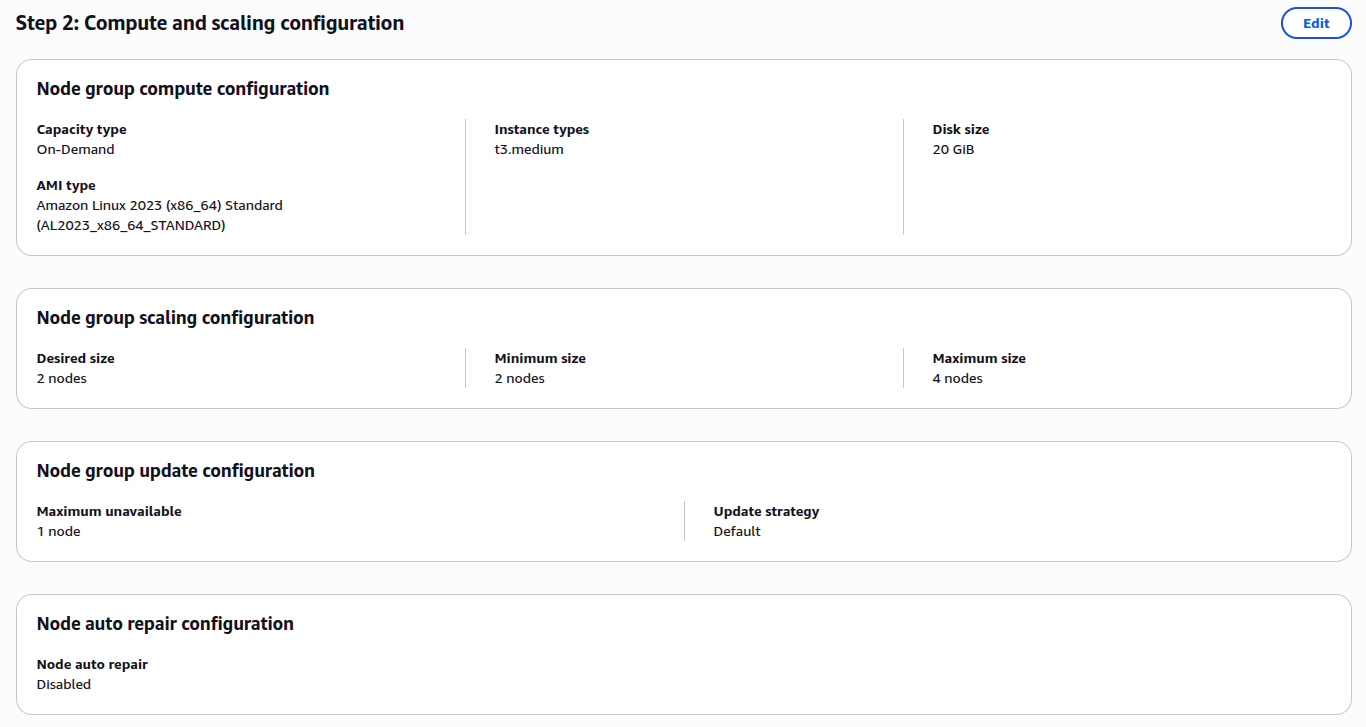 Step 2: Compute and scaling configuration
Edit
Node group compute configuration
Capacity type
On-Demand
Instance types
t3.medium
Disk size
20 GiB
AMI type
Amazon Linux 2023 (x86_64) Standard
(AL2023_x86_64_STANDARD)
Node group scaling configuration
Desired size
2 nodes
Minimum size
2 nodes
Maximum size
4 nodes
Node group update configuration
Maximum unavailable
1 node
Update strategy
Default
Node auto repair configuration
Node auto repair
Disabled